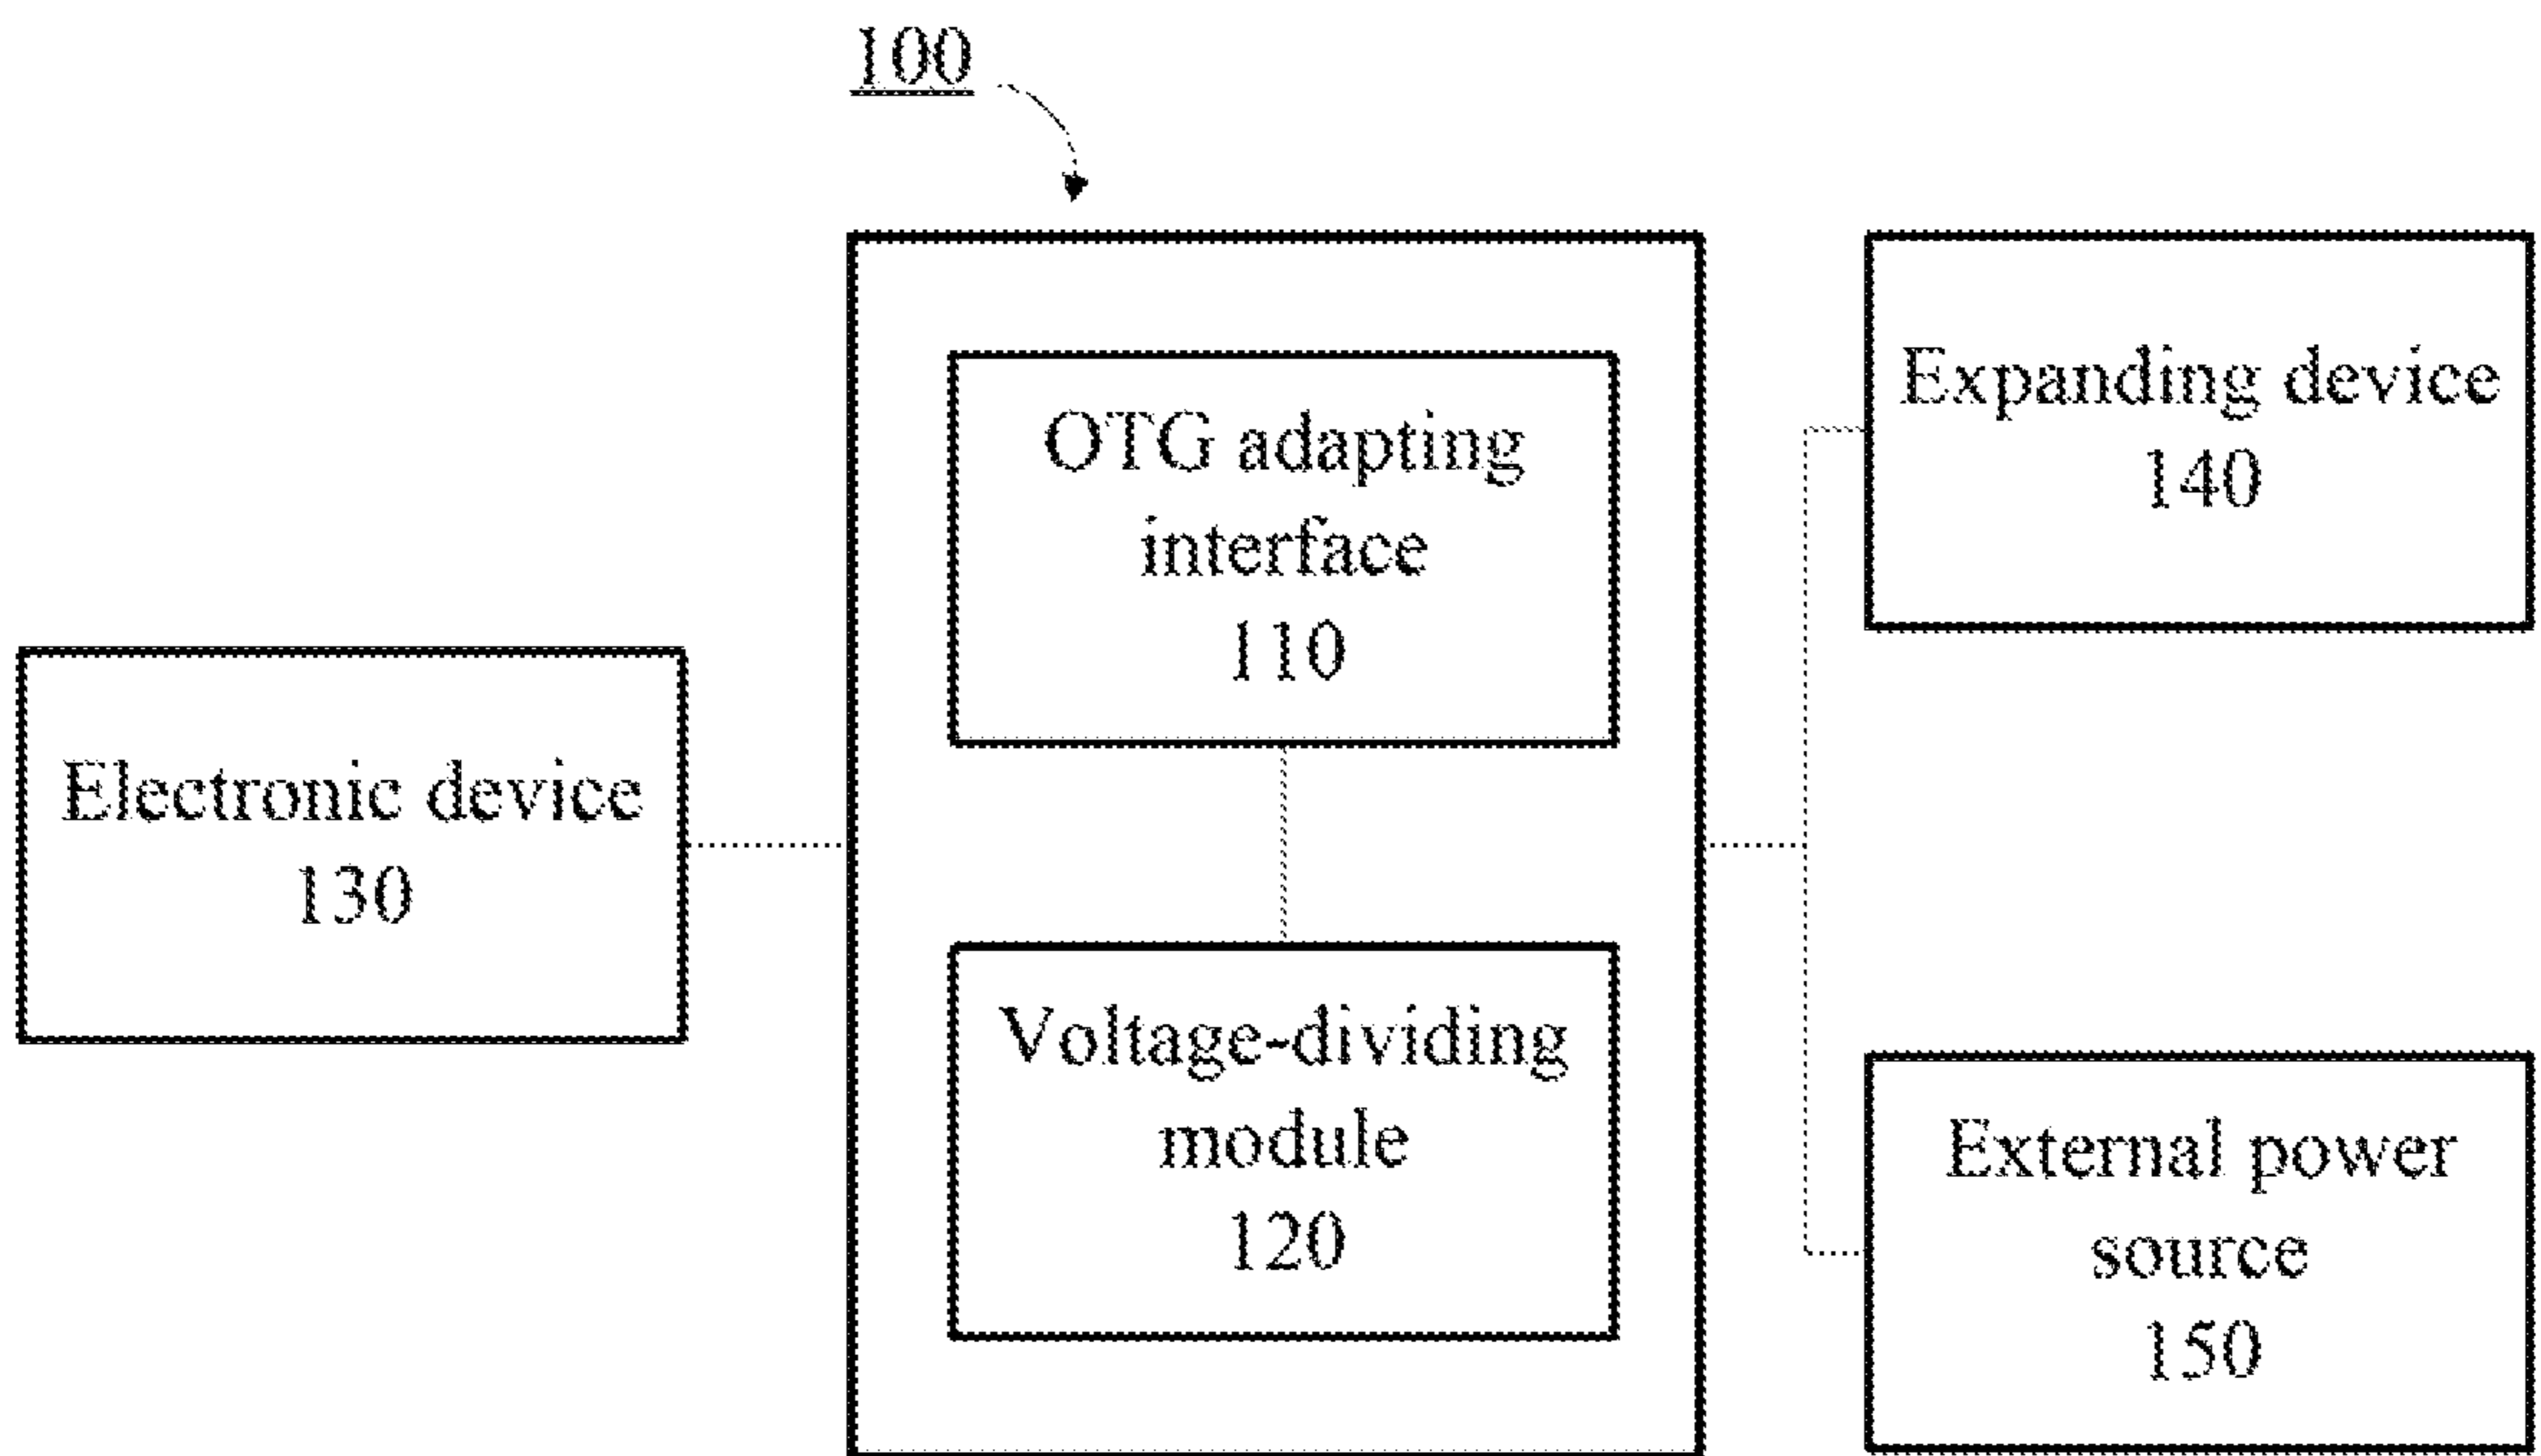 100
OTG adapting
interface
110
Voltage-dividing
module
120
Electronic device
130
Expanding device
140
External power
source
150